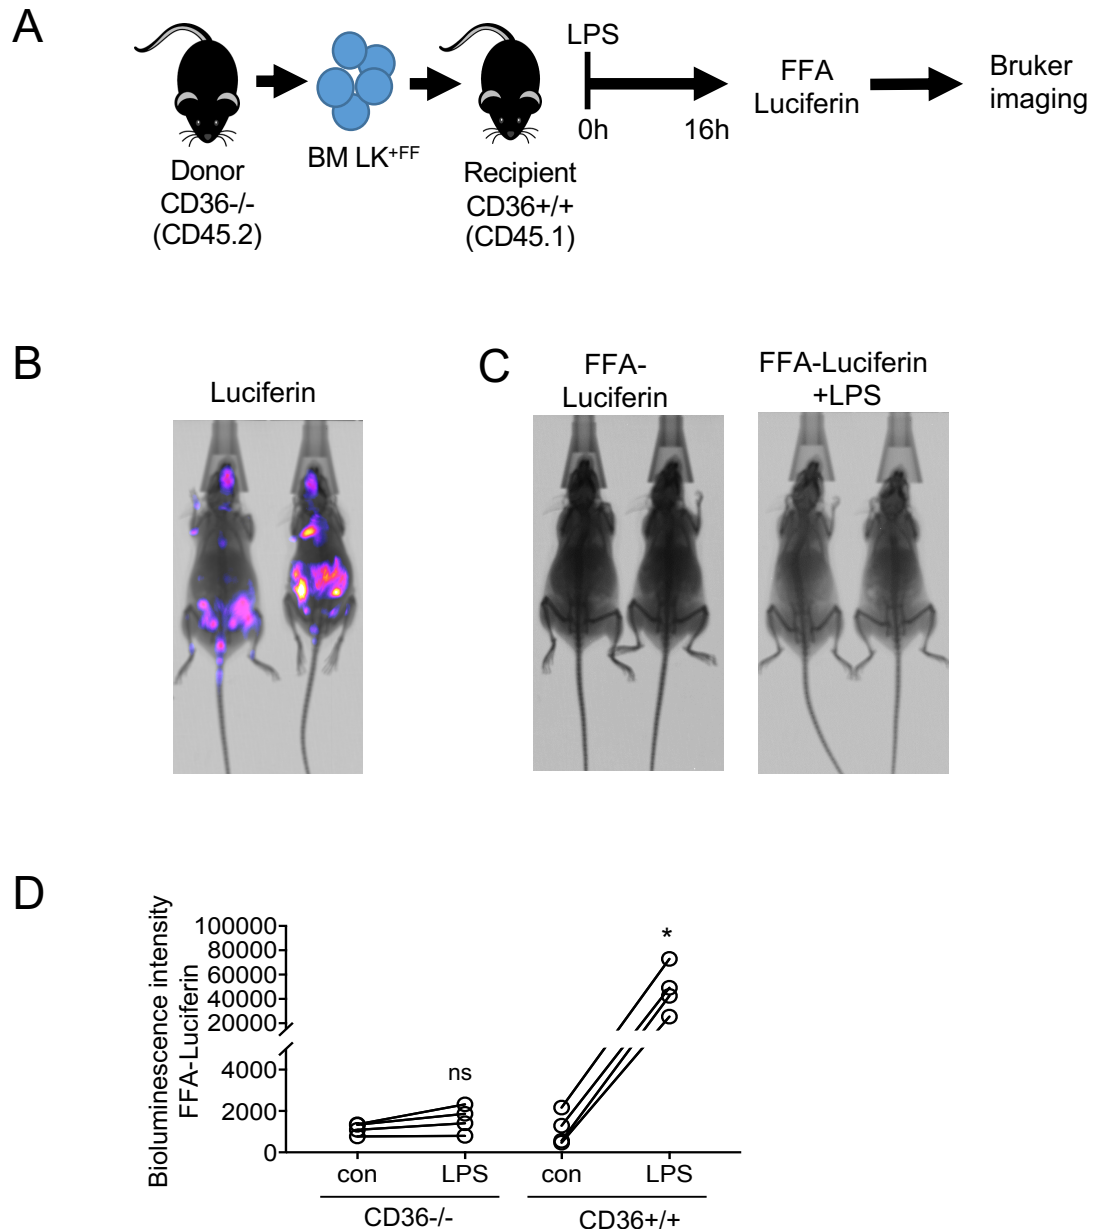 A
Donor
CD36-/-
(CD45.2)
BM LK+FF
Recipient
CD36+/+
(CD45.1)
LPS
0h
16h
FFA
Luciferin
Bruker
imaging
B
Luciferin
C
FFA-
Luciferin
FFA-Luciferin
+LPS
D
Bioluminescence intensity
FFA-Luciferin
100000
80000
60000
40000
20000
4000
2000
0
ns
*
con
LPS
con
LPS
CD36-/-
CD36+/+